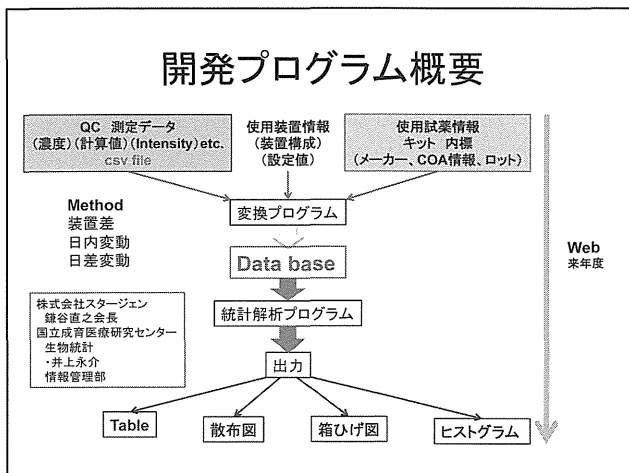 開発プログラム概要
QC 測定データ
(濃度)(計算値)(Intensity)etc.
csv file
使用装置情報
(装置構成)
(設定値)
使用試薬情報
キット 内標
(メーカー、COA情報、ロット)
変換プログラム
Method
装置差
日内変動
日差変動
Data base
Web
来年度
株式会社スタージェン
鎌谷直之会長
国立成育医療研究センター
生物統計
・井上永介
情報管理部
統計解析プログラム
出力
Table
散布図
箱ひげ図
ヒストグラム